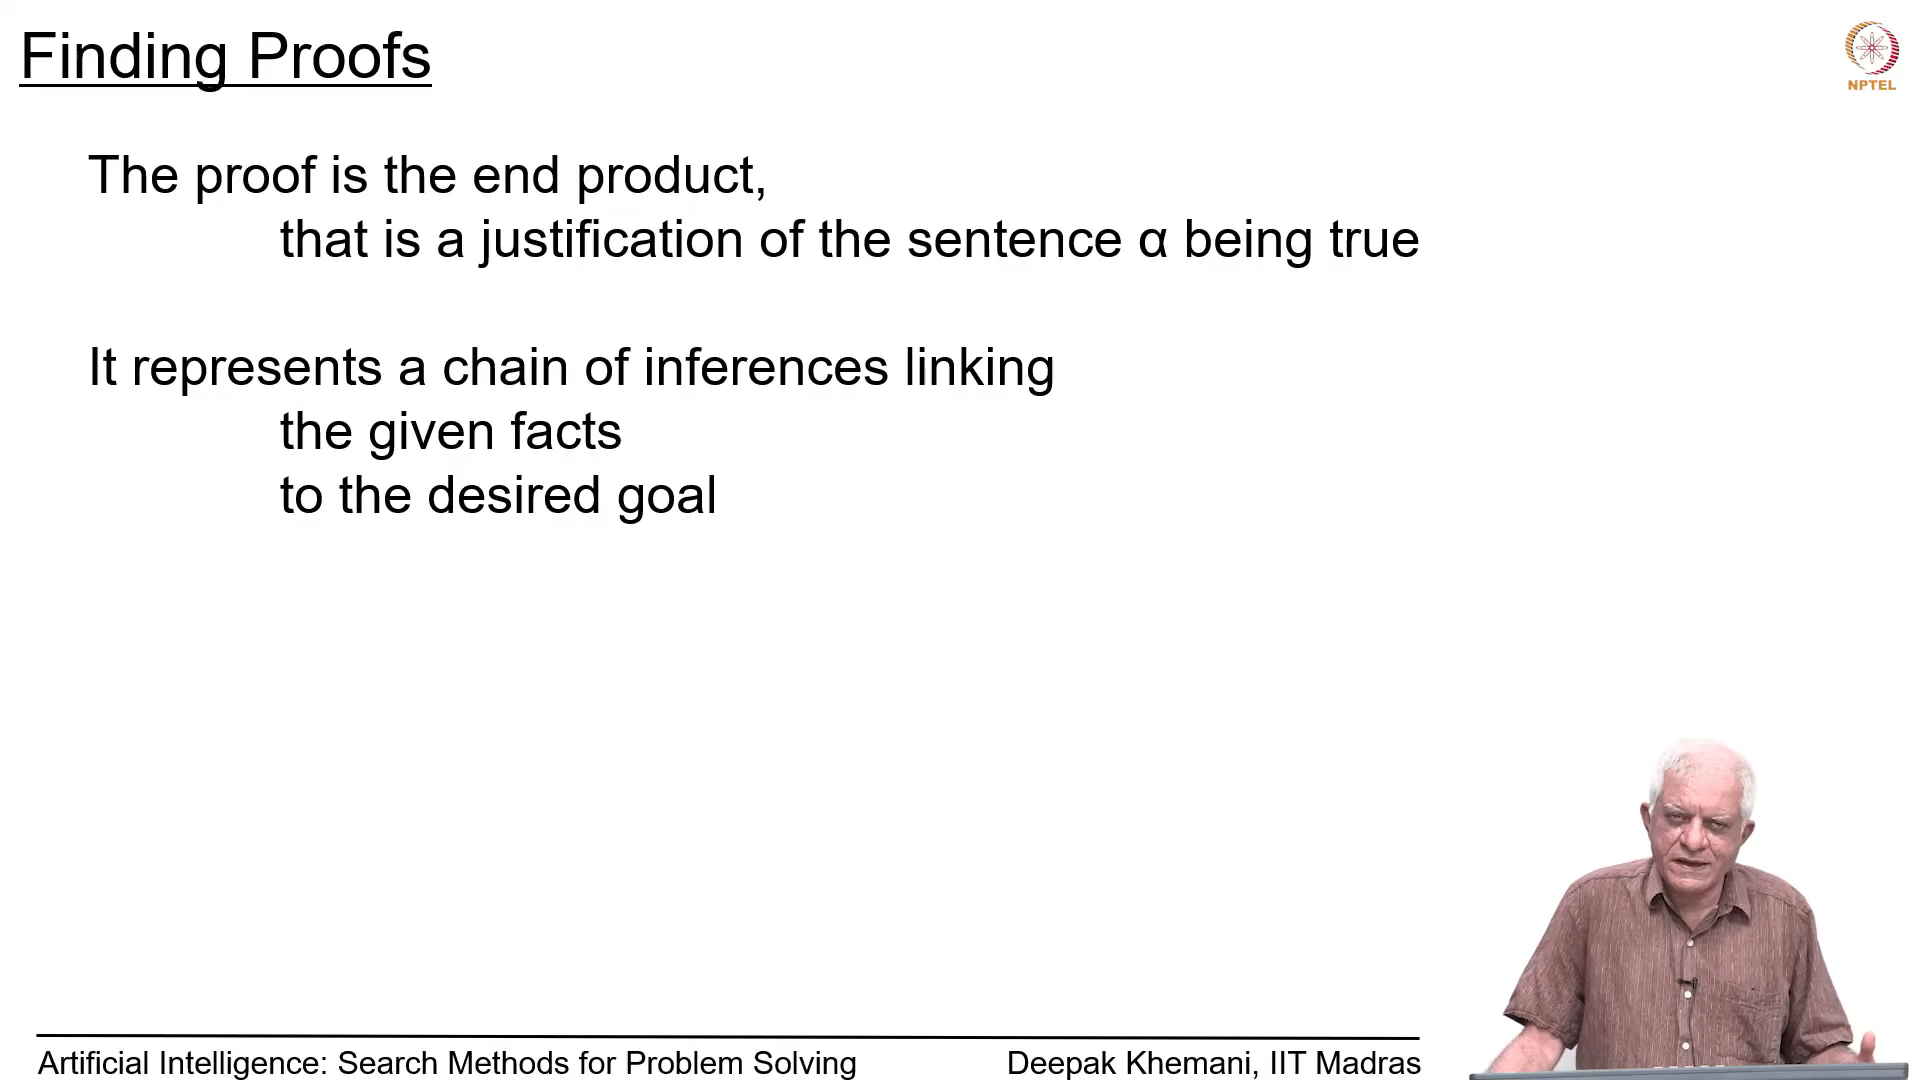 Finding Proofs
NPTEL
The proof is the end product,
that is a justification of the sentence α being true
It represents a chain of inferences linking
the given facts
to the desired goal
Artificial Intelligence: Search Methods for Problem Solving
Deepak Khemani, IIT Madras